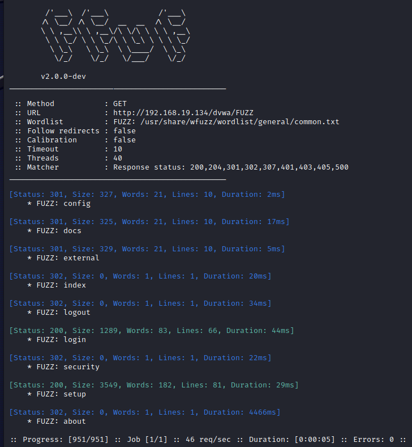 v2.0.0-dev
:: Method : GET
:: URL : http://192.168.19.134/dvwa/FUZZ
:: Wordlist : FUZZ: /usr/share/wfuzz/wordlist/general/common.txt
:: Follow redirects : false
:: Calibration : false
:: Timeout : 10
:: Threads : 40
:: Matcher : Response status: 200,204,301,302,307,401,403,405,500
[Status: 301, Size: 327, Words: 21, Lines: 10, Duration: 2ms]
* FUZZ: config
[Status: 301, Size: 325, Words: 21, Lines: 10, Duration: 17ms]
* FUZZ: docs
[Status: 301, Size: 329, Words: 21, Lines: 10, Duration: 5ms]
* FUZZ: external
[Status: 302, Size: 0, Words: 1, Lines: 1, Duration: 20ms]
* FUZZ: index
[Status: 302, Size: 0, Words: 1, Lines: 1, Duration: 34ms]
* FUZZ: logout
[Status: 200, Size: 1289, Words: 83, Lines: 66, Duration: 44ms]
* FUZZ: login
[Status: 302, Size: 0, Words: 1, Lines: 1, Duration: 22ms]
* FUZZ: security
[Status: 200, Size: 3549, Words: 182, Lines: 81, Duration: 29ms]
* FUZZ: setup
[Status: 302, Size: 0, Words: 1, Lines: 1, Duration: 4466ms]
* FUZZ: about
:: Progress: [951/951] :: Job [1/1] :: 46 req/sec :: Duration: [0:00:05] :: Errors: 0 ::